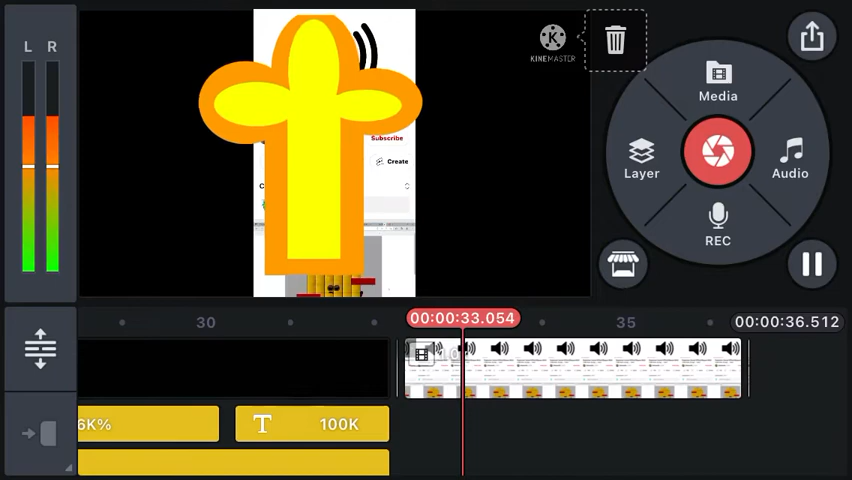 L R
KINEMASTER
Media
Layer
Audio
REC
Subscribe
Create
C
00:00:33.054
00:00:36.512
30
35
6K%
T 100K